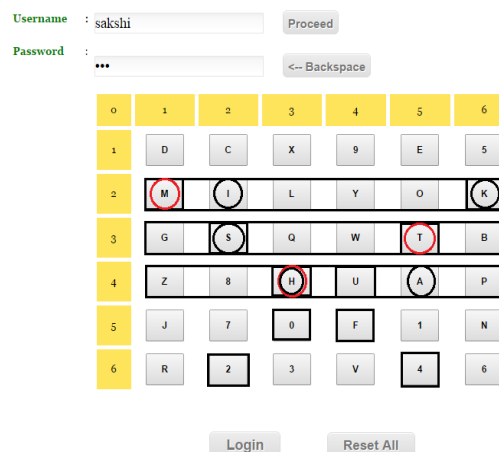 Username : sakshi Proceed
Password : ••• <-- Backspace
0 1 2 3 4 5 6
1 D C X 9 E 5
2 M I L Y O K
3 G S Q W T B
4 Z 8 H U A P
5 J 7 0 F 1 N
6 R 2 3 V 4 6
Login Reset All